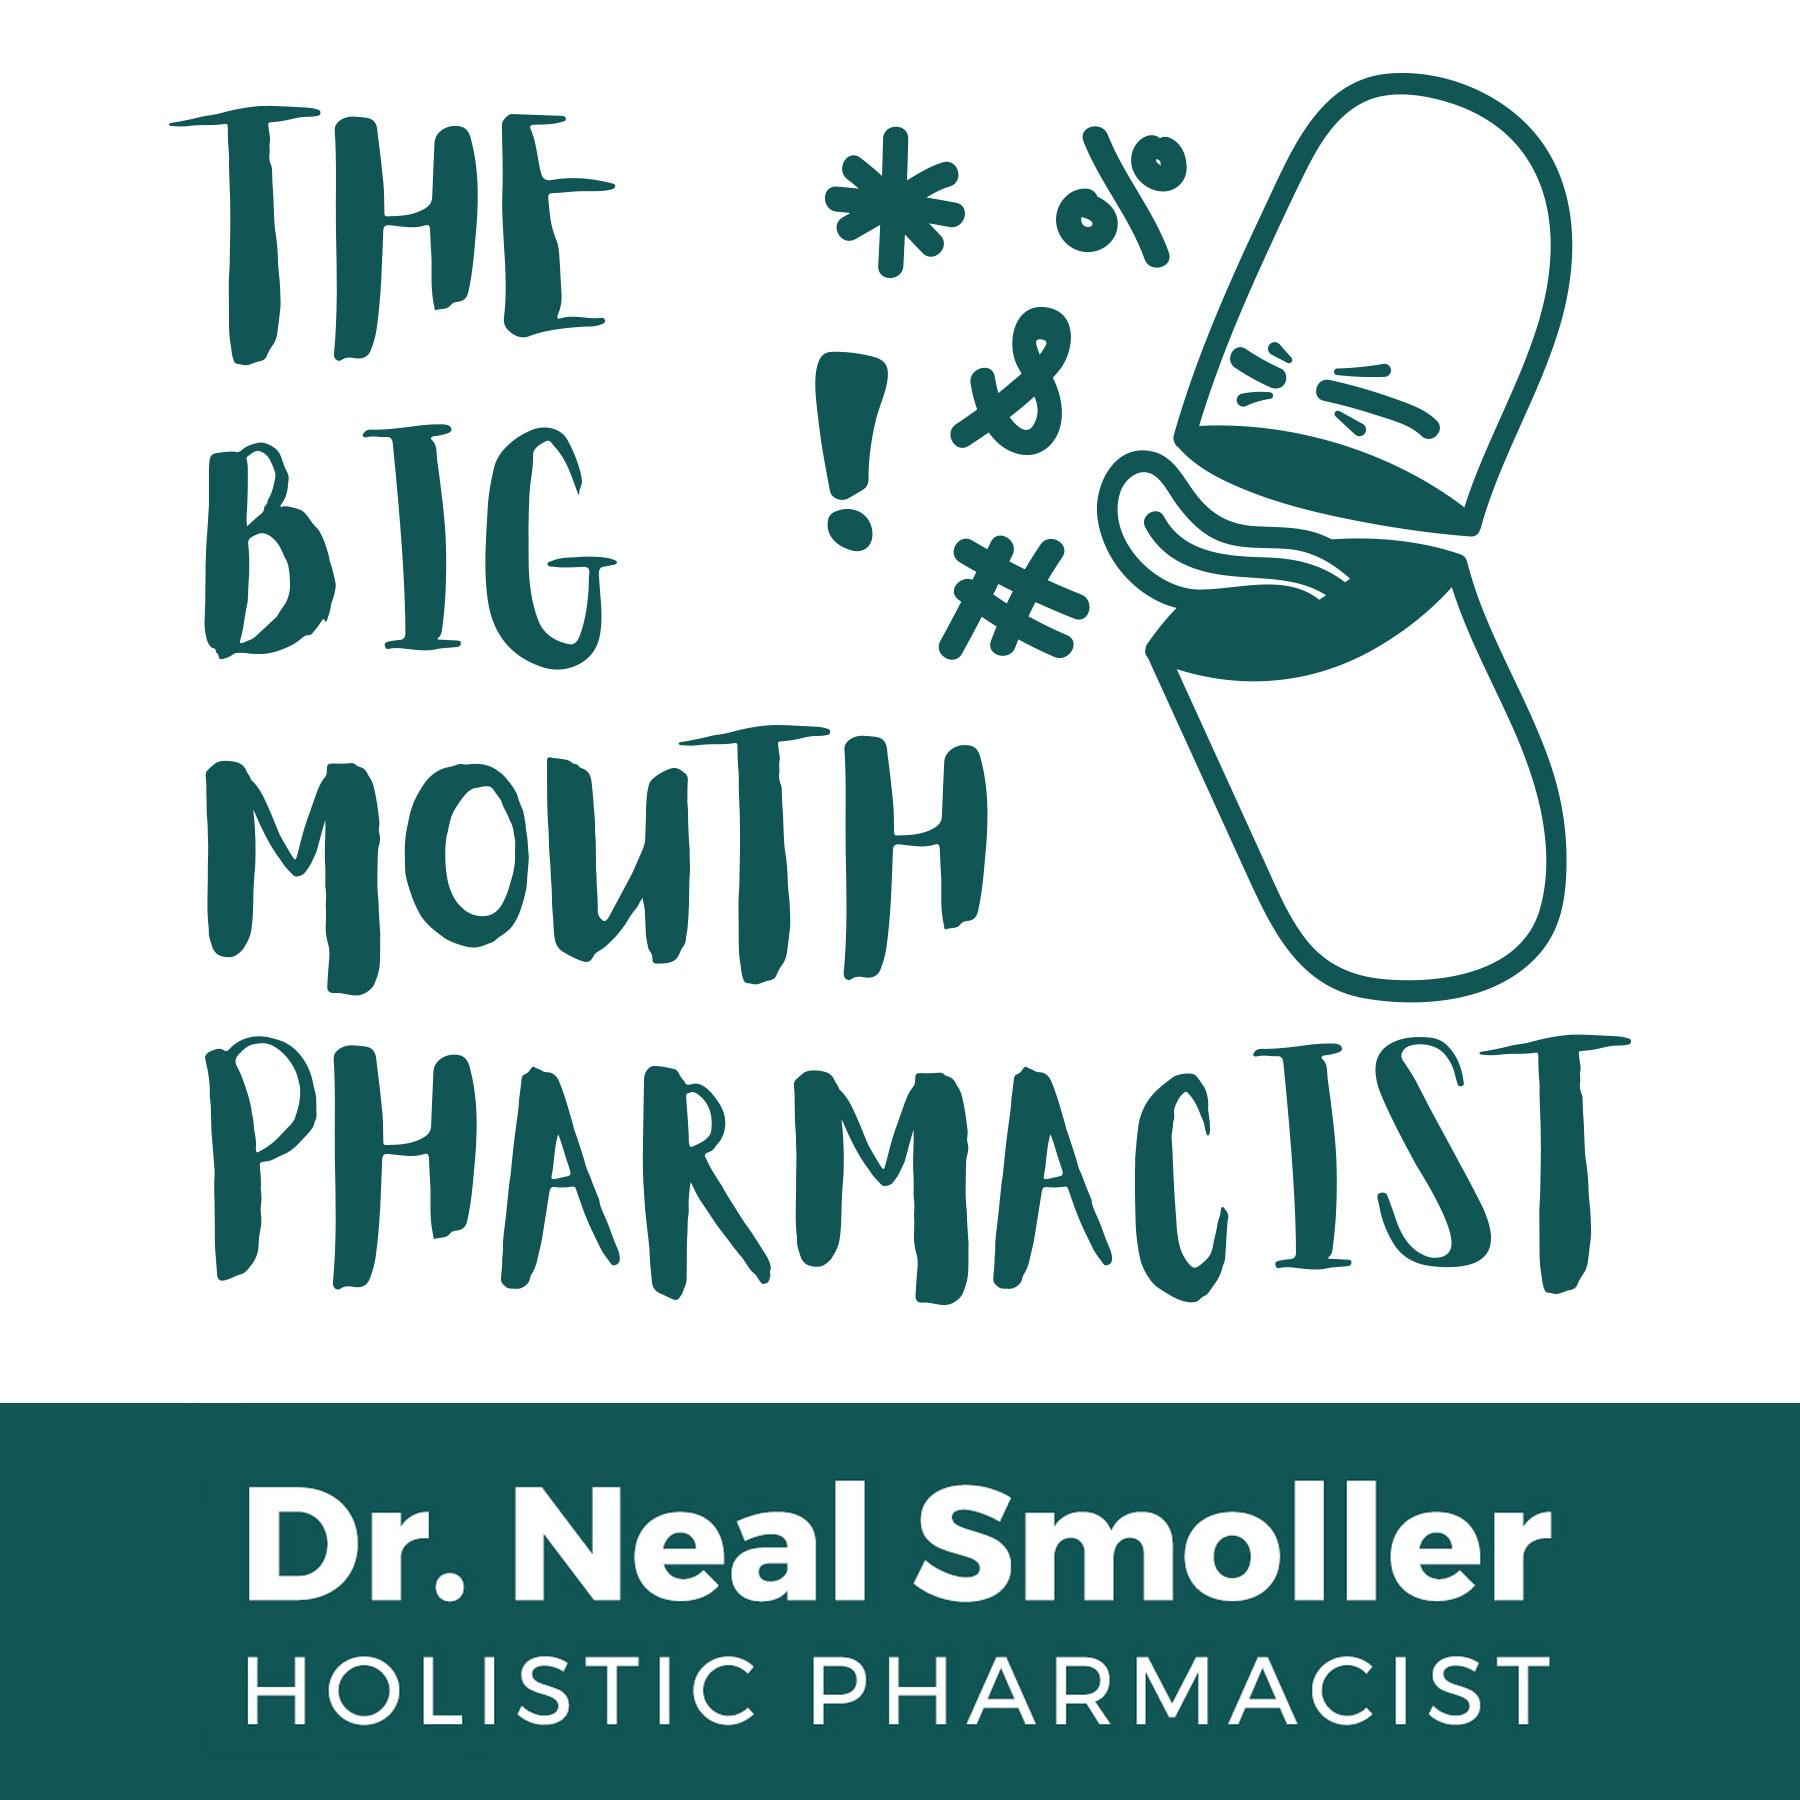 THE
* %
BIG
! &
#
MOUTH
PHARMACIST
Dr. Neal Smoller
HOLISTIC PHARMACIST